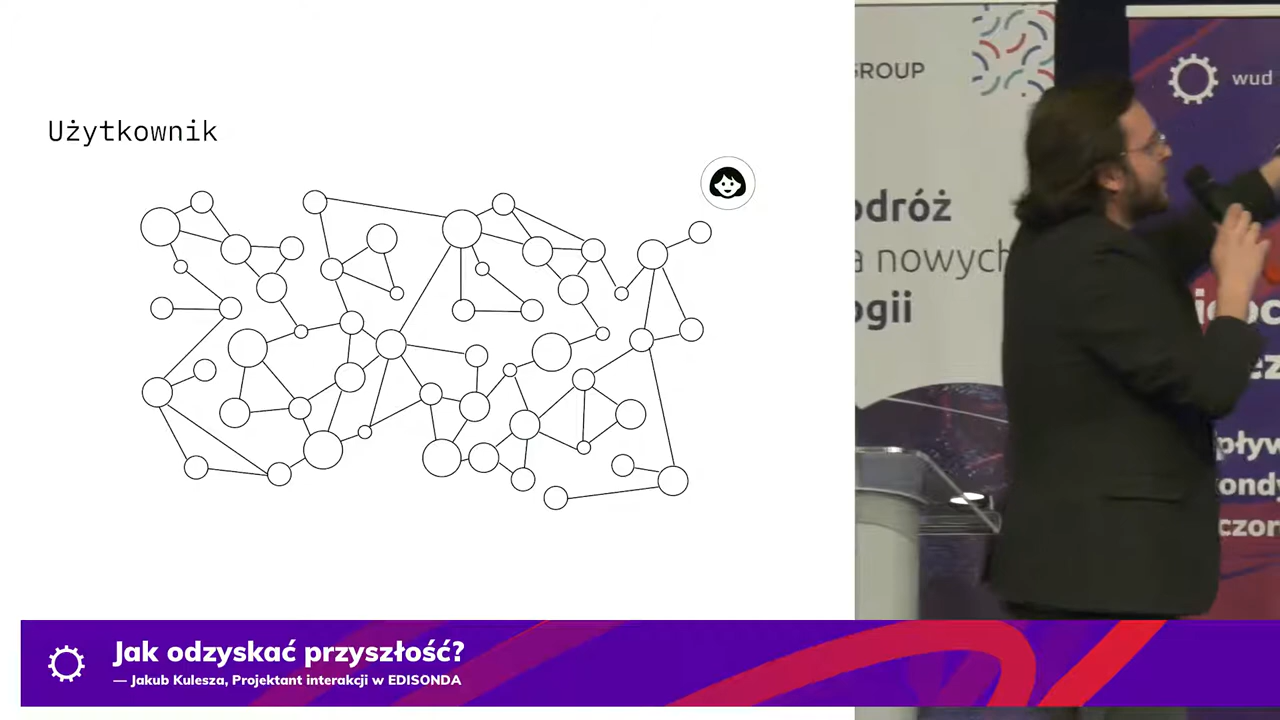 Użytkownik
GROUP
wud
odróż
a nowych
ogii
Jak odzyskać przyszłość?
— Jakub Kulesza, Projektant interakcji w EDISONDA